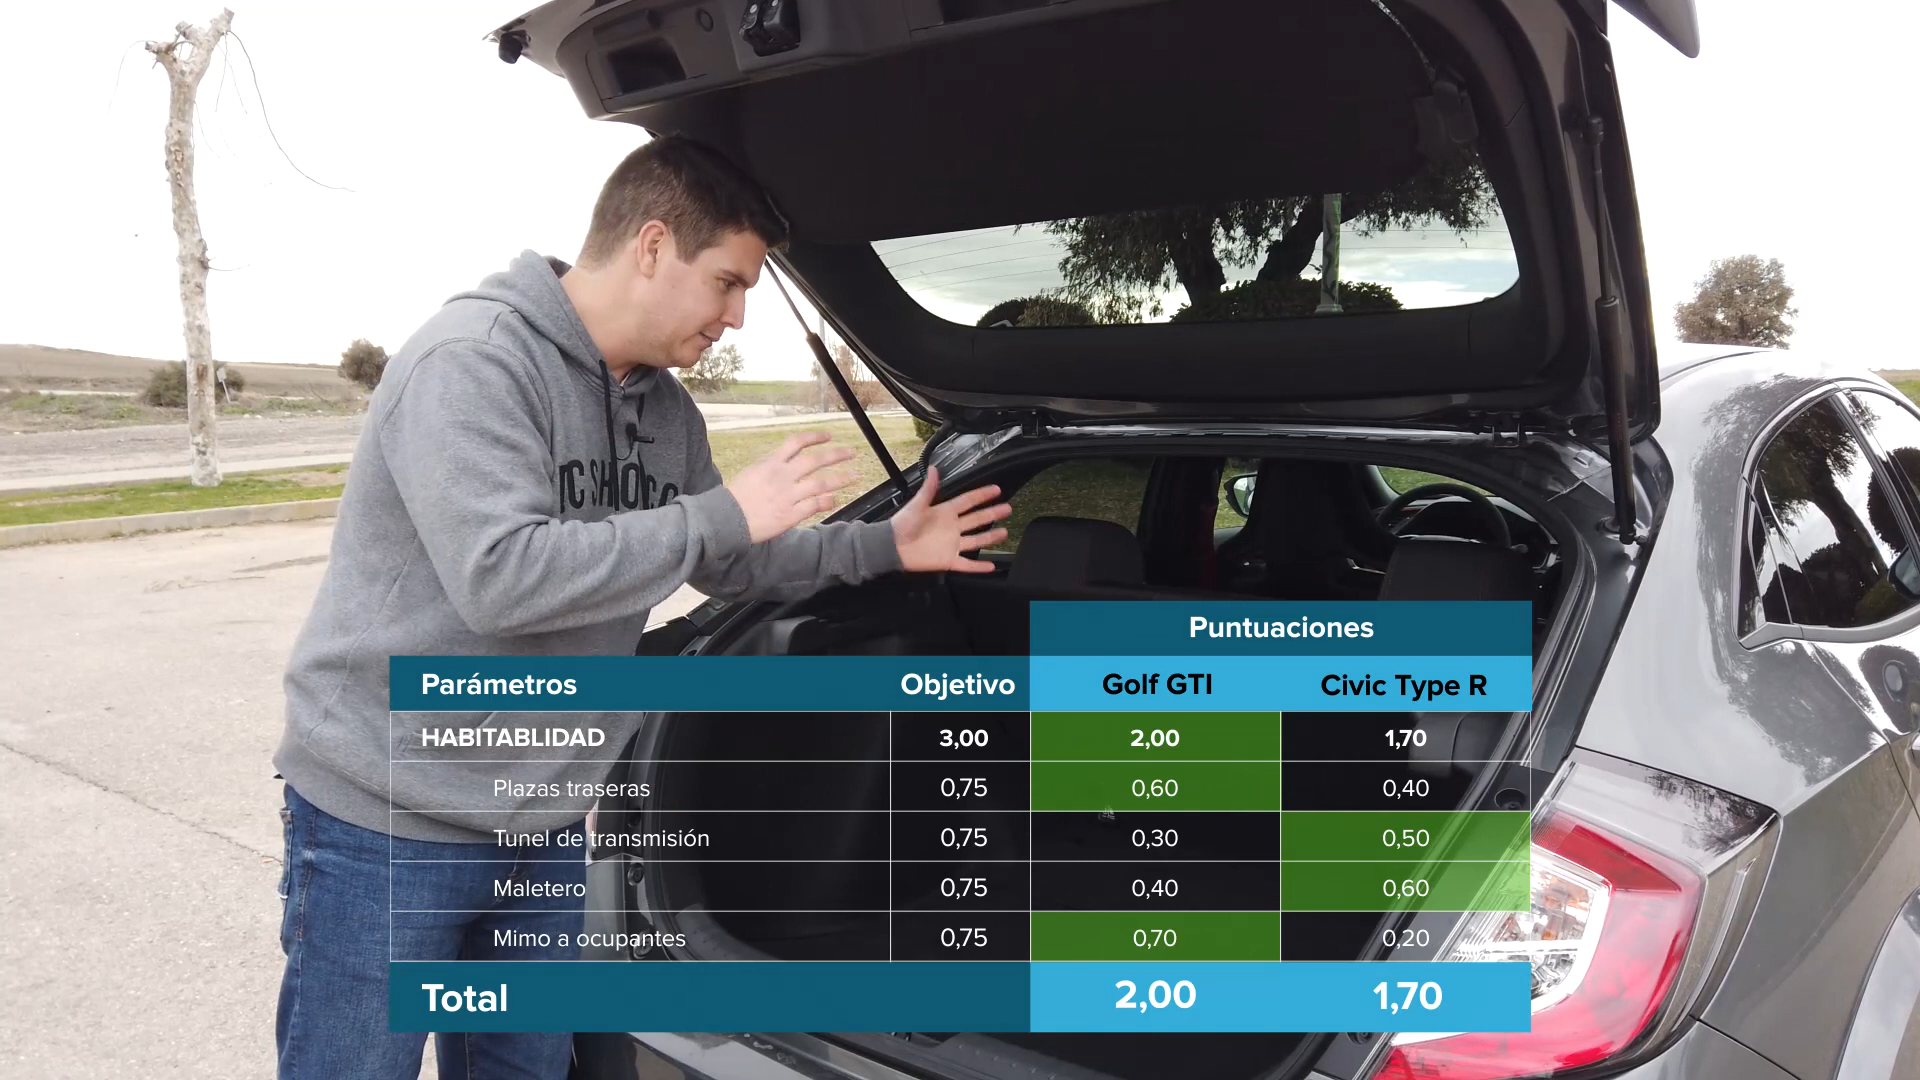 Puntuaciones
Parámetros Objetivo Golf GTI Civic Type R
HABITABLIDAD 3,00 2,00 1,70
Plazas traseras 0,75 0,60 0,40
Tunel de transmisión 0,75 0,30 0,50
Maletero 0,75 0,40 0,60
Mimo a ocupantes 0,75 0,70 0,20
Total 2,00 1,70